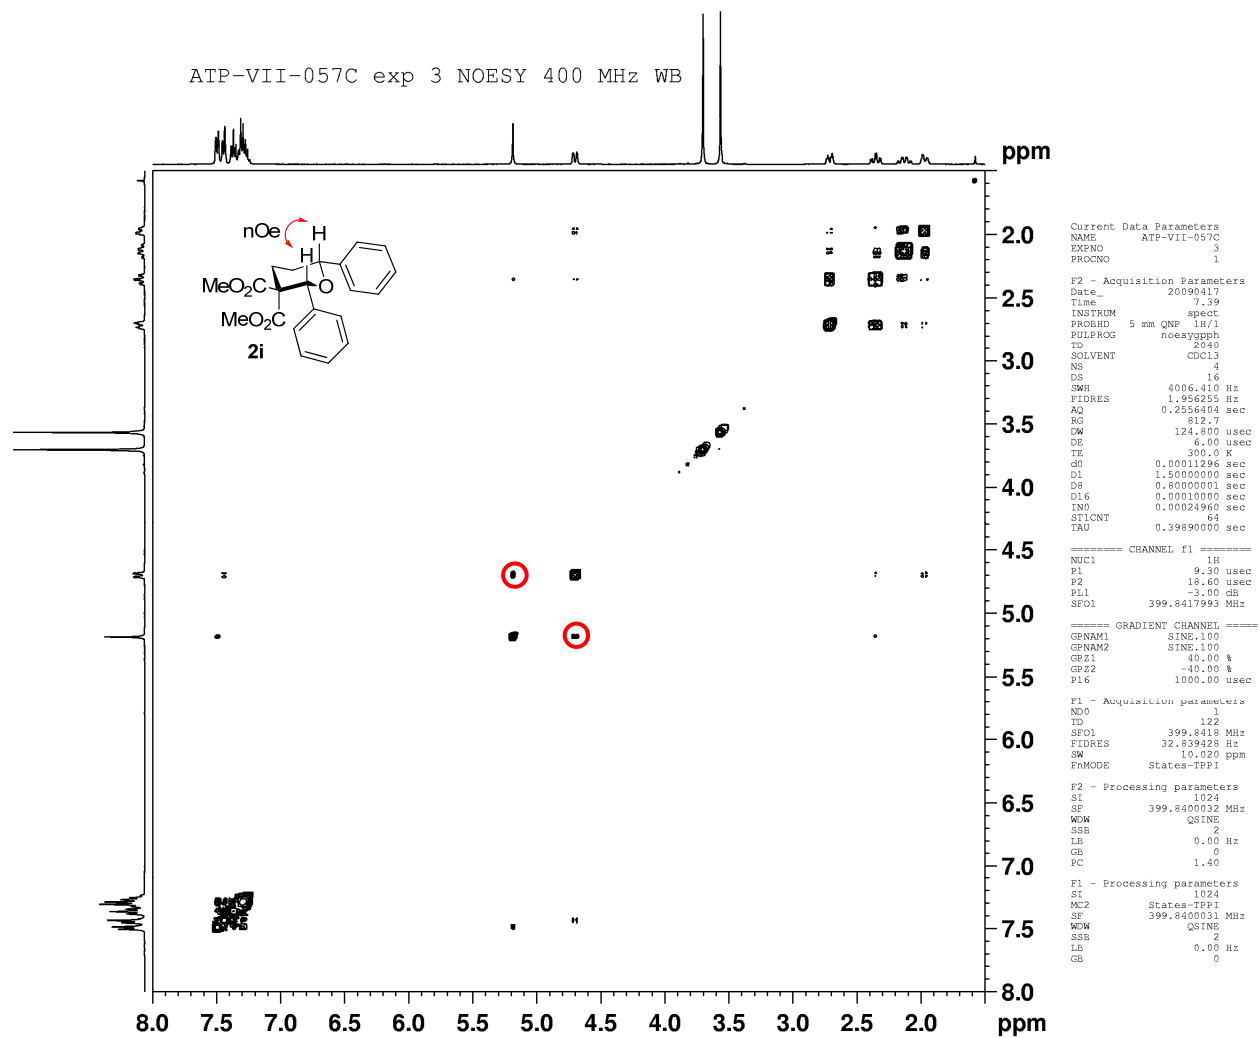 ATP-VII-057C exp 3 NOESY 400 MHz WB
ppm
nOe
H
H
O
MeO2C
MeO2C
2i
2.0
2.5
3.0
3.5
4.0
4.5
5.0
5.5
6.0
6.5
7.0
7.5
8.0
8.0 7.5 7.0 6.5 6.0 5.5 5.0 4.5 4.0 3.5 3.0 2.5 2.0 ppm
Current Data Parameters
NAME ATP-VII-057C
EXPNO 3
PROCNO 1
F2 - Acquisition Parameters
Date_ 20090417
Time 7.39
INSTRUM spect
PROBHD 5 mm QNP 1H/1
PULPROG noesygpph
TD 2048
SOLVENT CDCl3
NS 4
DS 16
SWH 4006.410 Hz
FIDRES 1.956255 Hz
AQ 0.2556404 sec
RG 812.7
DW 124.800 usec
DE 6.00 usec
TE 300.0 K
d0 0.00011296 sec
D1 1.50000000 sec
D8 0.80000001 sec
D16 0.00010000 sec
IN0 0.00024960 sec
ST1CNT 64
TAU 0.39890000 sec
======== CHANNEL f1 ========
NUC1 1H
P1 9.30 usec
P2 18.60 usec
PL1 -3.00 dB
SFO1 399.8417993 MHz
====== GRADIENT CHANNEL =====
GPNAM1 SINE.100
GPNAM2 SINE.100
GPZ1 40.00 %
GPZ2 -40.00 %
P16 1000.00 usec
F1 - Acquisition parameters
ND0 1
TD 122
SFO1 399.8418 MHz
FIDRES 32.839428 Hz
SW 10.020 ppm
FnMODE States-TPPI
F2 - Processing parameters
SI 1024
SF 399.8400032 MHz
WDW QSINE
SSB 2
LB 0.00 Hz
GB 0
PC 1.40
F1 - Processing parameters
SI 1024
MC2 States-TPPI
SF 399.8400031 MHz
WDW QSINE
SSB 2
LB 0.00 Hz
GB 0